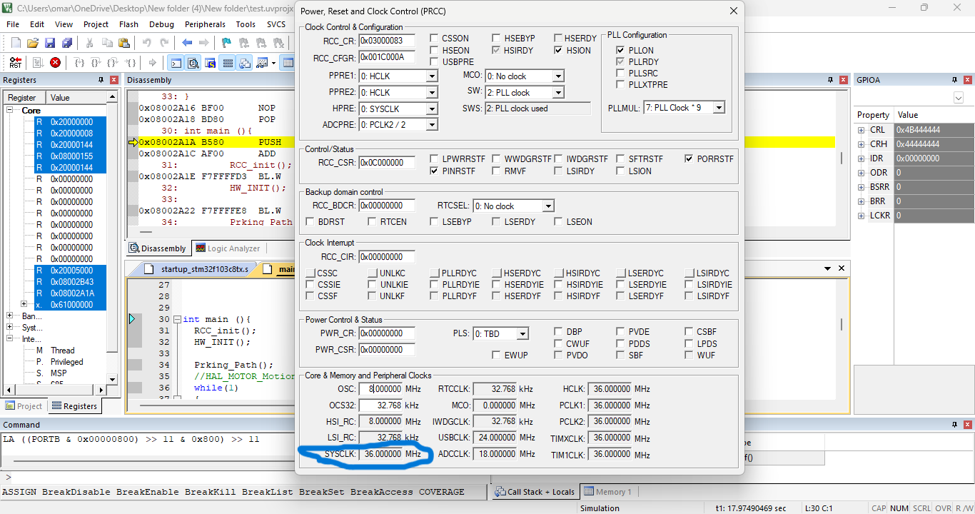 C:\Users\omar\OneDrive\Desktop\New folder (4)\New folder\test.uvprojx
File Edit View Project Flash Debug Peripherals Tools SVCS
Registers
Register Value
Core
R 0x20000000
R 0x20000008
R 0x20000144
R 0x08000155
R 0x20000144
R 0x00000000
R 0x00000000
R 0x00000000
R 0x00000000
R 0x00000000
R 0x00000000
R 0x00000000
R 0x00000000
R 0x20005000
R 0x08002B43
R 0x08002A1A
x. 0x61000000
Ban...
Syst...
Inte...
M Thread
P. Privileged
S. MSP
Project Registers
Disassembly
33: }
0x08002A16 BF00 NOP
0x08002A18 BD80 POP
30: int main (){
0x08002A1A B580 PUSH
0x08002A1C AF00 ADD
31: RCC_init();
0x08002A1E F7FFFFD3 BL.W
32: HW_INIT();
33:
0x08002A22 F7FFFFE8 BL.W
34: Prking_Path
Disassembly Logic Analyzer
startup_stm32f103c8tx.s main
27
28
29
30 int main (){
31 RCC_init();
32 HW_INIT();
33
34 Prking_Path();
35 //HAL_MOTOR_Motion
36 while(1)
Power, Reset and Clock Control (PRCC)
Clock Control & Configuration
RCC_CR: 0x03000083 CSSON HSEBYP HSERDY
HSEON HSIRDY HSION
RCC_CFGR: 0x001C000A USBPRE
PPRE1: 0: HCLK MCO: 0: No clock
PPRE2: 0: HCLK SW: 2: PLL clock
HPRE: 0: SYSCLK SWS: 2: PLL clock used
ADCPRE: 0: PCLK2 / 2
PLL Configuration
PLLON
PLLRDY
PLLSRC
PLLXTPRE
PLLMUL: 7: PLL Clock * 9
Control/Status
RCC_CSR: 0x0C000000 LPWRRSTF WWDGRSTF IWDGRSTF SFTRSTF PORRSTF
PINRSTF RMVF LSIRDY LSION
Backup domain control
RCC_BDCR: 0x00000000 RTCSEL: 0: No clock
BDRST RTCEN LSEBYP LSERDY LSEON
Clock Interrupt
RCC_CIR: 0x00000000
CSSC UNLKC PLLRDYC HSERDYC HSIRDYC LSERDYC LSIRDYC
CSSIE UNLKIE PLLRDYIE HSERDYIE HSIRDYIE LSERDYIE LSIRDYIE
CSSF UNLKF PLLRDYF HSERDYF HSIRDYF LSERDYF LSIRDYF
Power Control & Status
PWR_CR: 0x00000000 PLS: 0: TBD DBP PVDE CSBF
CWUF PDDS LPDS
PWR_CSR: 0x00000000 EWUP PVDO SBF WUF
Core & Memory and Peripheral Clocks
OSC: 8.000000 MHz RTCCLK: 32.768 kHz HCLK: 36.000000 MHz
OCS32: 32.768 kHz MCO: 0.000000 MHz PCLK1: 36.000000 MHz
HSI_RC: 8.000000 MHz IWDGCLK: 32.768 kHz PCLK2: 36.000000 MHz
LSI_RC: 32.768 kHz USBCLK: 24.000000 MHz TIMXCLK: 36.000000 MHz
SYSCLK: 36.000000 MHz ADCCLK: 18.000000 MHz TIM1CLK: 36.000000 MHz
GPIOA
Property Value
CRL 0x4B444444
CRH 0x44444444
IDR 0x00000000
ODR 0
BSRR 0
BRR 0
LCKR 0
Command
LA ((PORTB & 0x00000800) >> 11 & 0x800) >> 11
>
ASSIGN BreakDisable BreakEnable BreakKill BreakList BreakSet BreakAccess COVERAGE
Call Stack + Locals Memory 1
Simulation t1: 17.97490469 sec L:30 C:1 CAP NUM SCRL OVR R/W